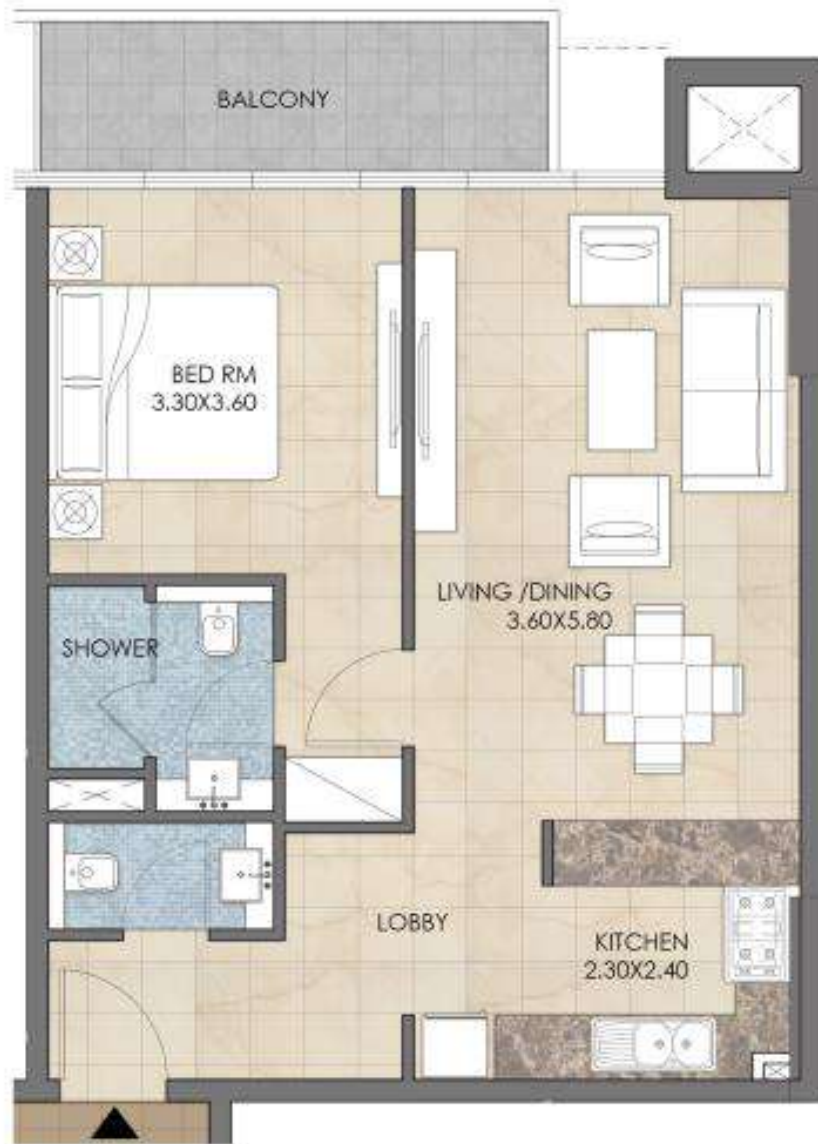 BALCONY
BED RM
3.30X3.60
LIVING /DINING
3.60X5.80
SHOWER
LOBBY
KITCHEN
2.30X2.40